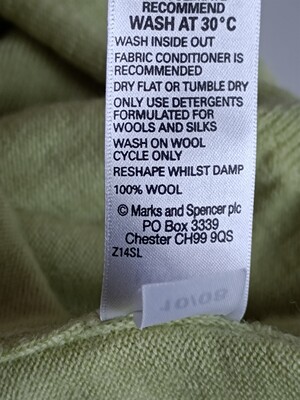 RECOMMEND
WASH AT 30°C
WASH INSIDE OUT
FABRIC CONDITIONER IS
RECOMMENDED
DRY FLAT OR TUMBLE DRY
ONLY USE DETERGENTS
FORMULATED FOR
WOOLS AND SILKS
WASH ON WOOL
CYCLE ONLY
RESHAPE WHILST DAMP
100% WOOL
© Marks and Spencer plc
PO Box 3339
Chester CH99 9QS
Z14SL
10/08